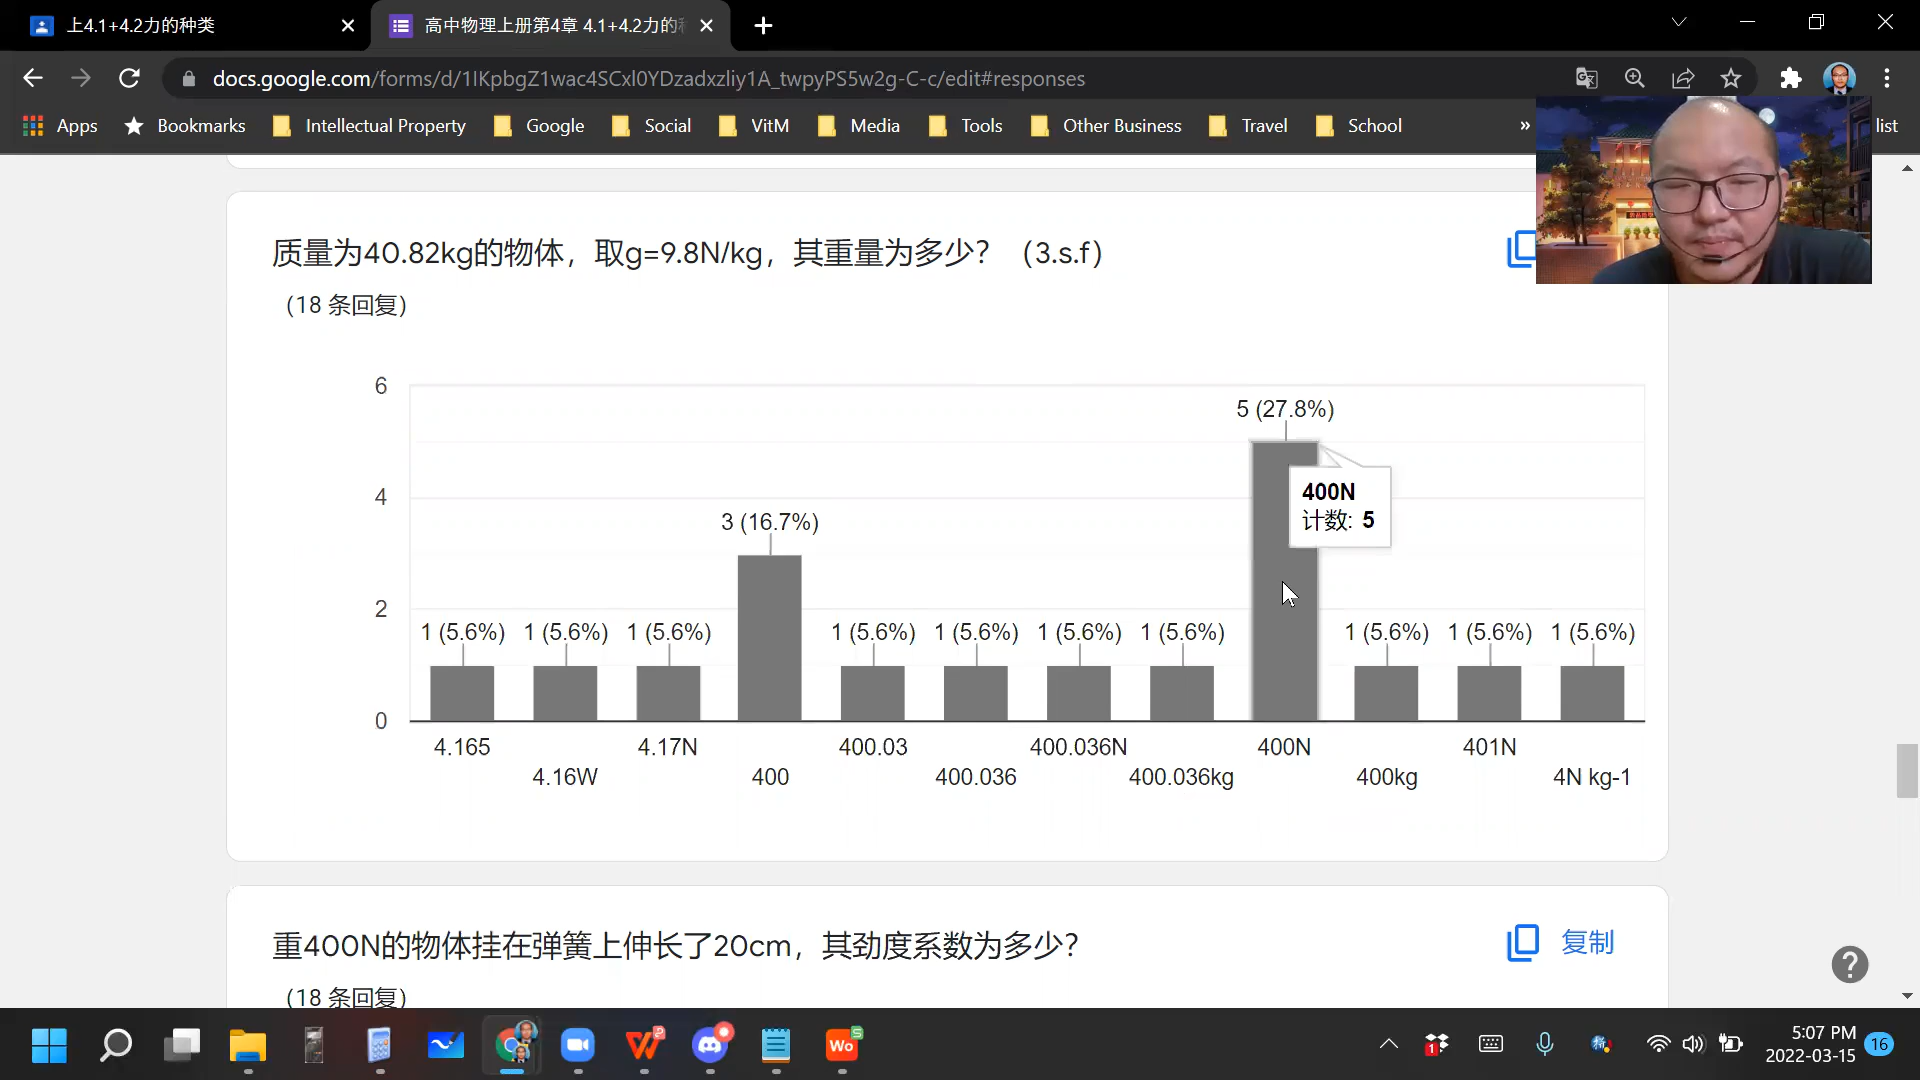 上4.1+4.2力的种类
高中物理上册第4章 4.1+4.2力的
docs.google.com/forms/d/1IKpbgZ1wac4SCxl0YDzadxzliy1A_twpyPS5w2g-C-c/edit#responses
Apps
Bookmarks
Intellectual Property
Google
Social
VitM
Media
Tools
Other Business
Travel
School
»
list
质量为40.82kg的物体，取g=9.8N/kg，其重量为多少？（3.s.f）
（18 条回复）
6
4
2
0
5 (27.8%)
400N
计数: 5
3 (16.7%)
1 (5.6%) 1 (5.6%) 1 (5.6%) 1 (5.6%) 1 (5.6%) 1 (5.6%) 1 (5.6%) 1 (5.6%) 1 (5.6%) 1 (5.6%)
4.165 4.17N 400.03 400.036N 400N 401N
4.16W 400 400.036 400.036kg 400kg 4N kg-1
重400N的物体挂在弹簧上伸长了20cm，其劲度系数为多少？
复制
（18 条回复）
5:07 PM
2022-03-15
16